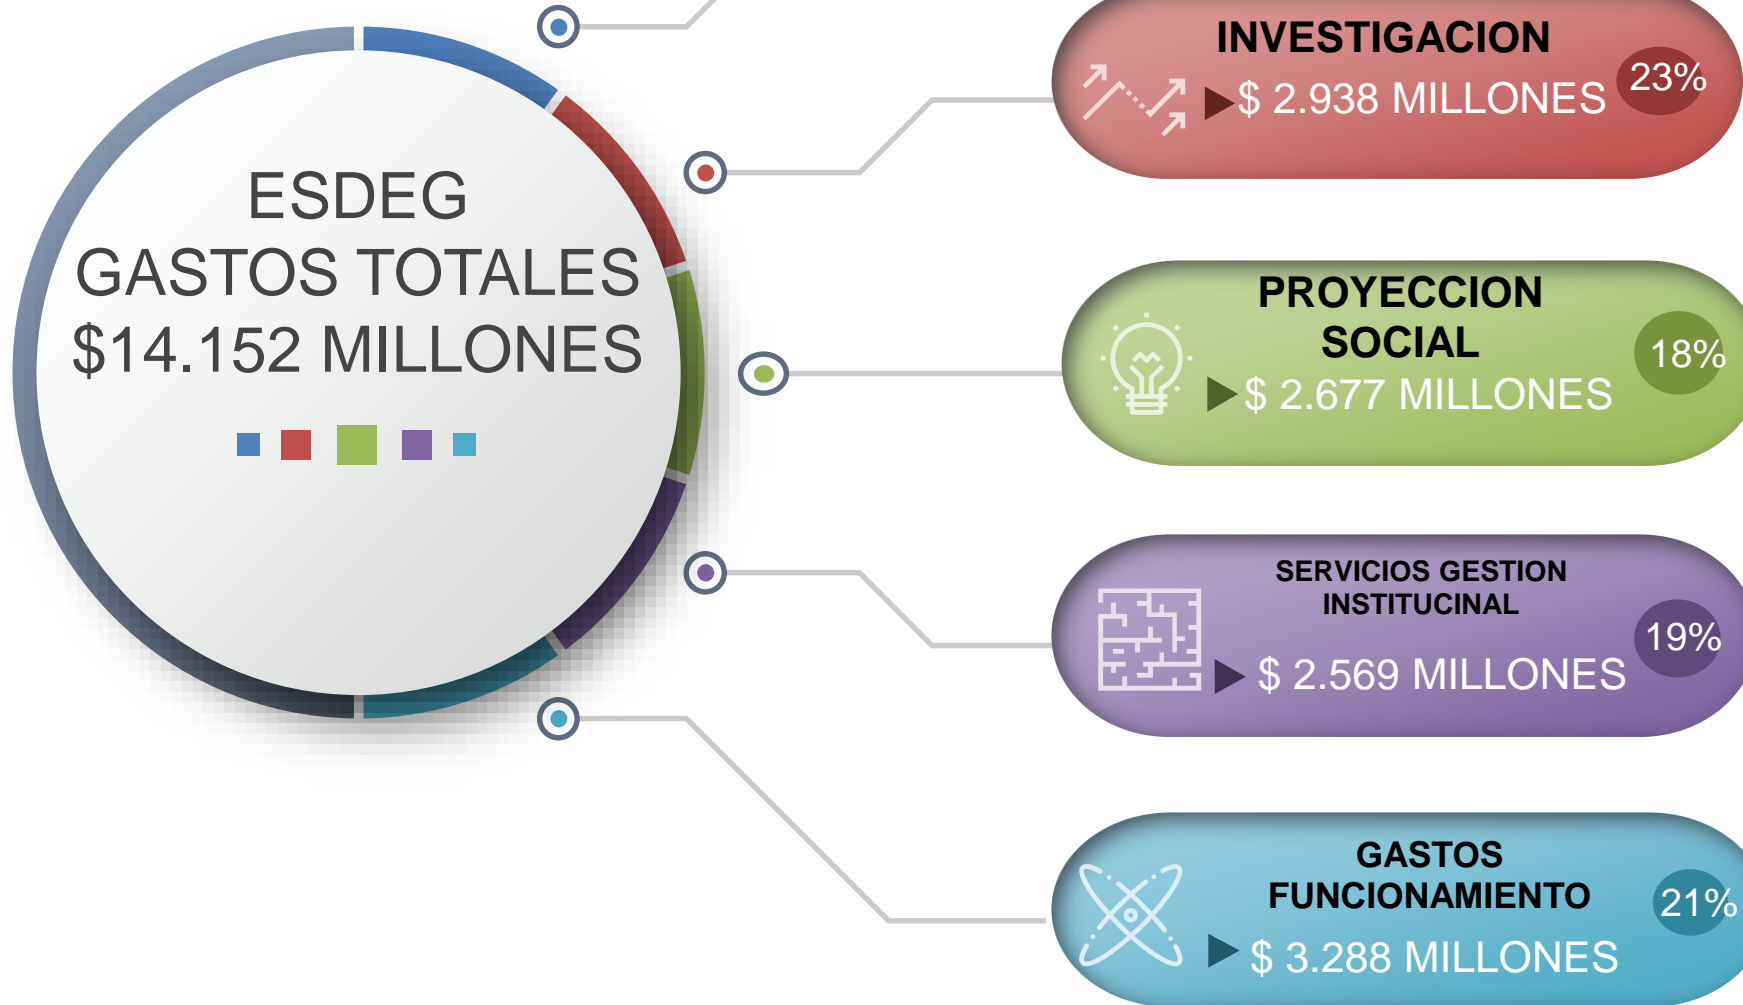 ESDEG
GASTOS TOTALES
$14.152 MILLONES
INVESTIGACION
$ 2.938 MILLONES
23%
PROYECCION
SOCIAL
$ 2.677 MILLONES
18%
SERVICIOS GESTION
INSTITUCINAL
$ 2.569 MILLONES
19%
GASTOS
FUNCIONAMIENTO
$ 3.288 MILLONES
21%